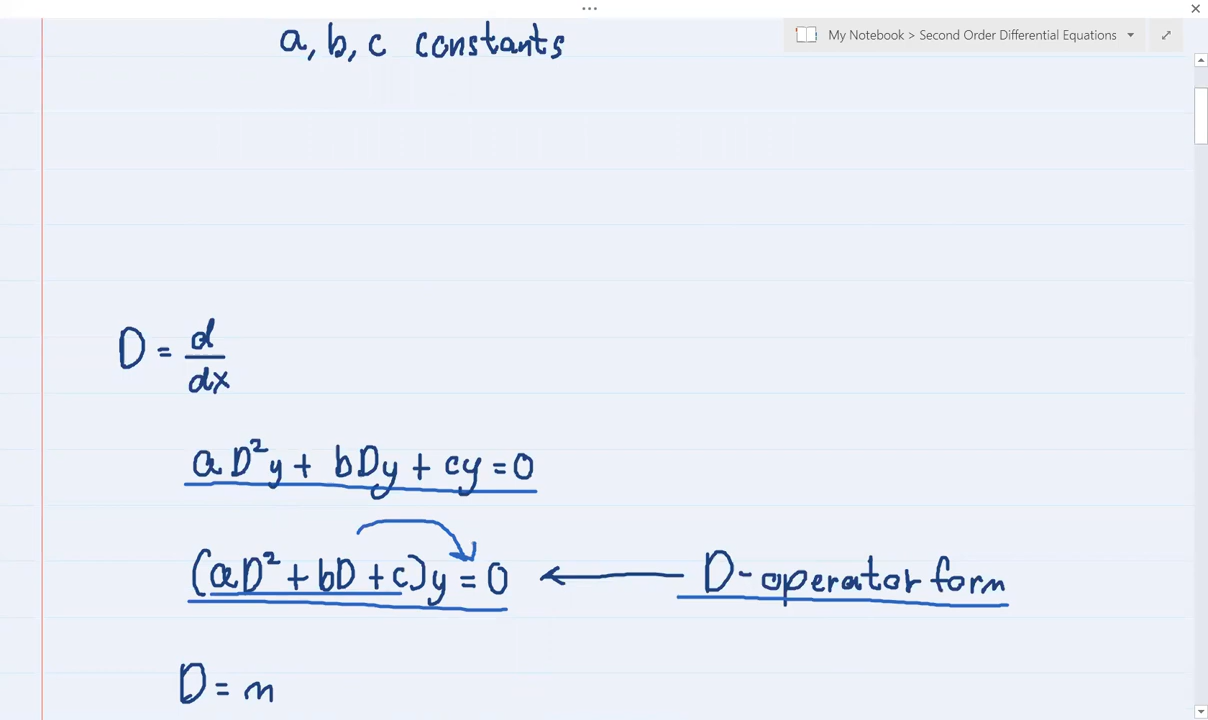 a, b, c constants
My Notebook > Second Order Differential Equations
D = d/dx
aD²y + bDy + cy = 0
(aD² + bD + c)y = 0 ← D-operator form
D = m